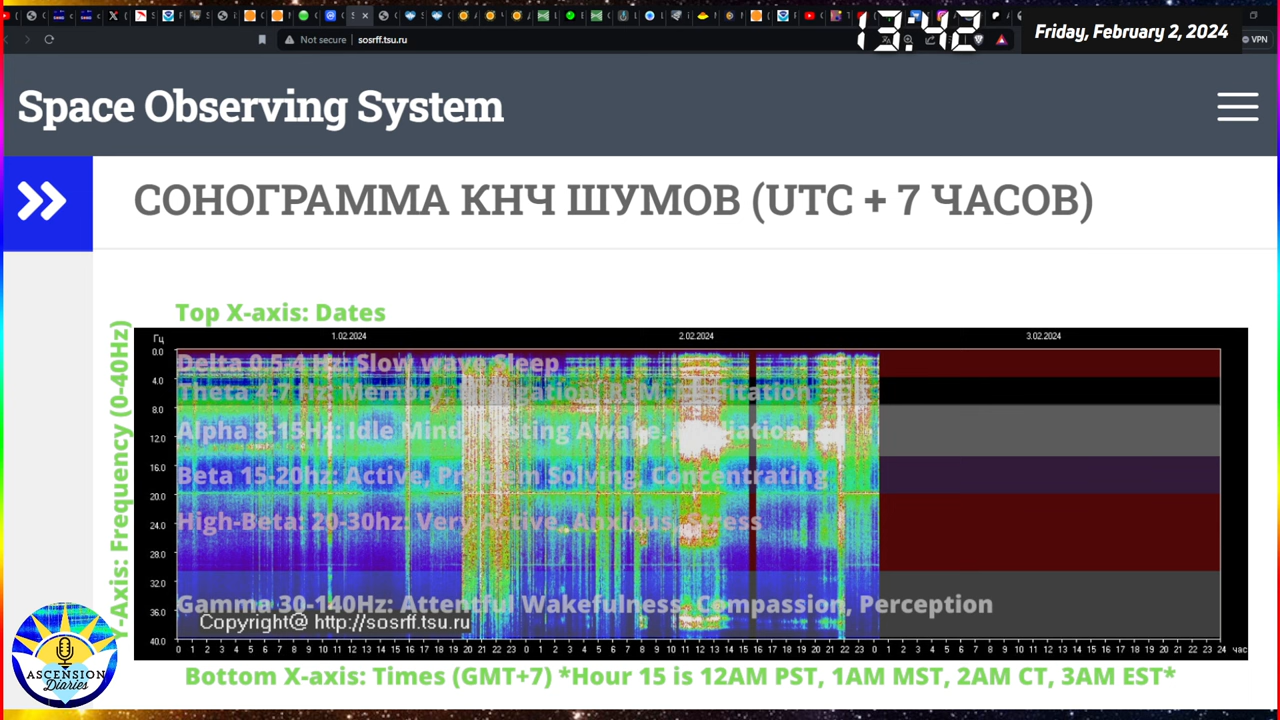 13:42
Friday, February 2, 2024
Not secure sosrff.tsu.ru
VPN
Space Observing System
СОНОГРАММА КНЧ ШУМОВ (UTC + 7 ЧАСОВ)
Top X-axis: Dates
Y-Axis: Frequency (0-40Hz)
Гц 1.02.2024 2.02.2024 3.02.2024
0.0
Delta 0.5-4 Hz: Slow wave Sleep
4.0
Theta 4-7Hz: Memory, Navigation, REM, Meditation
8.0
Alpha 8-15Hz: Idle Mind, Resting Awake, Mediation
12.0
16.0
Beta 15-20hz: Active, Problem Solving, Concentrating
20.0
High-Beta: 20-30hz: Very Active, Anxious, Stress
24.0
28.0
32.0
Gamma 30-140Hz: Attentful Wakefulness, Compassion, Perception
36.0
Copyright@ http://sosrff.tsu.ru
40.0
0 1 2 3 4 5 6 7 8 9 10 11 12 13 14 15 16 17 18 19 20 21 22 23 0 1 2 3 4 5 6 7 8 9 10 11 12 13 14 15 16 17 18 19 20 21 22 23 0 1 2 3 4 5 6 7 8 9 10 11 12 13 14 15 16 17 18 19 20 21 22 23 24 час
Bottom X-axis: Times (GMT+7) *Hour 15 is 12AM PST, 1AM MST, 2AM CT, 3AM EST*
ASCENSION
Diaries